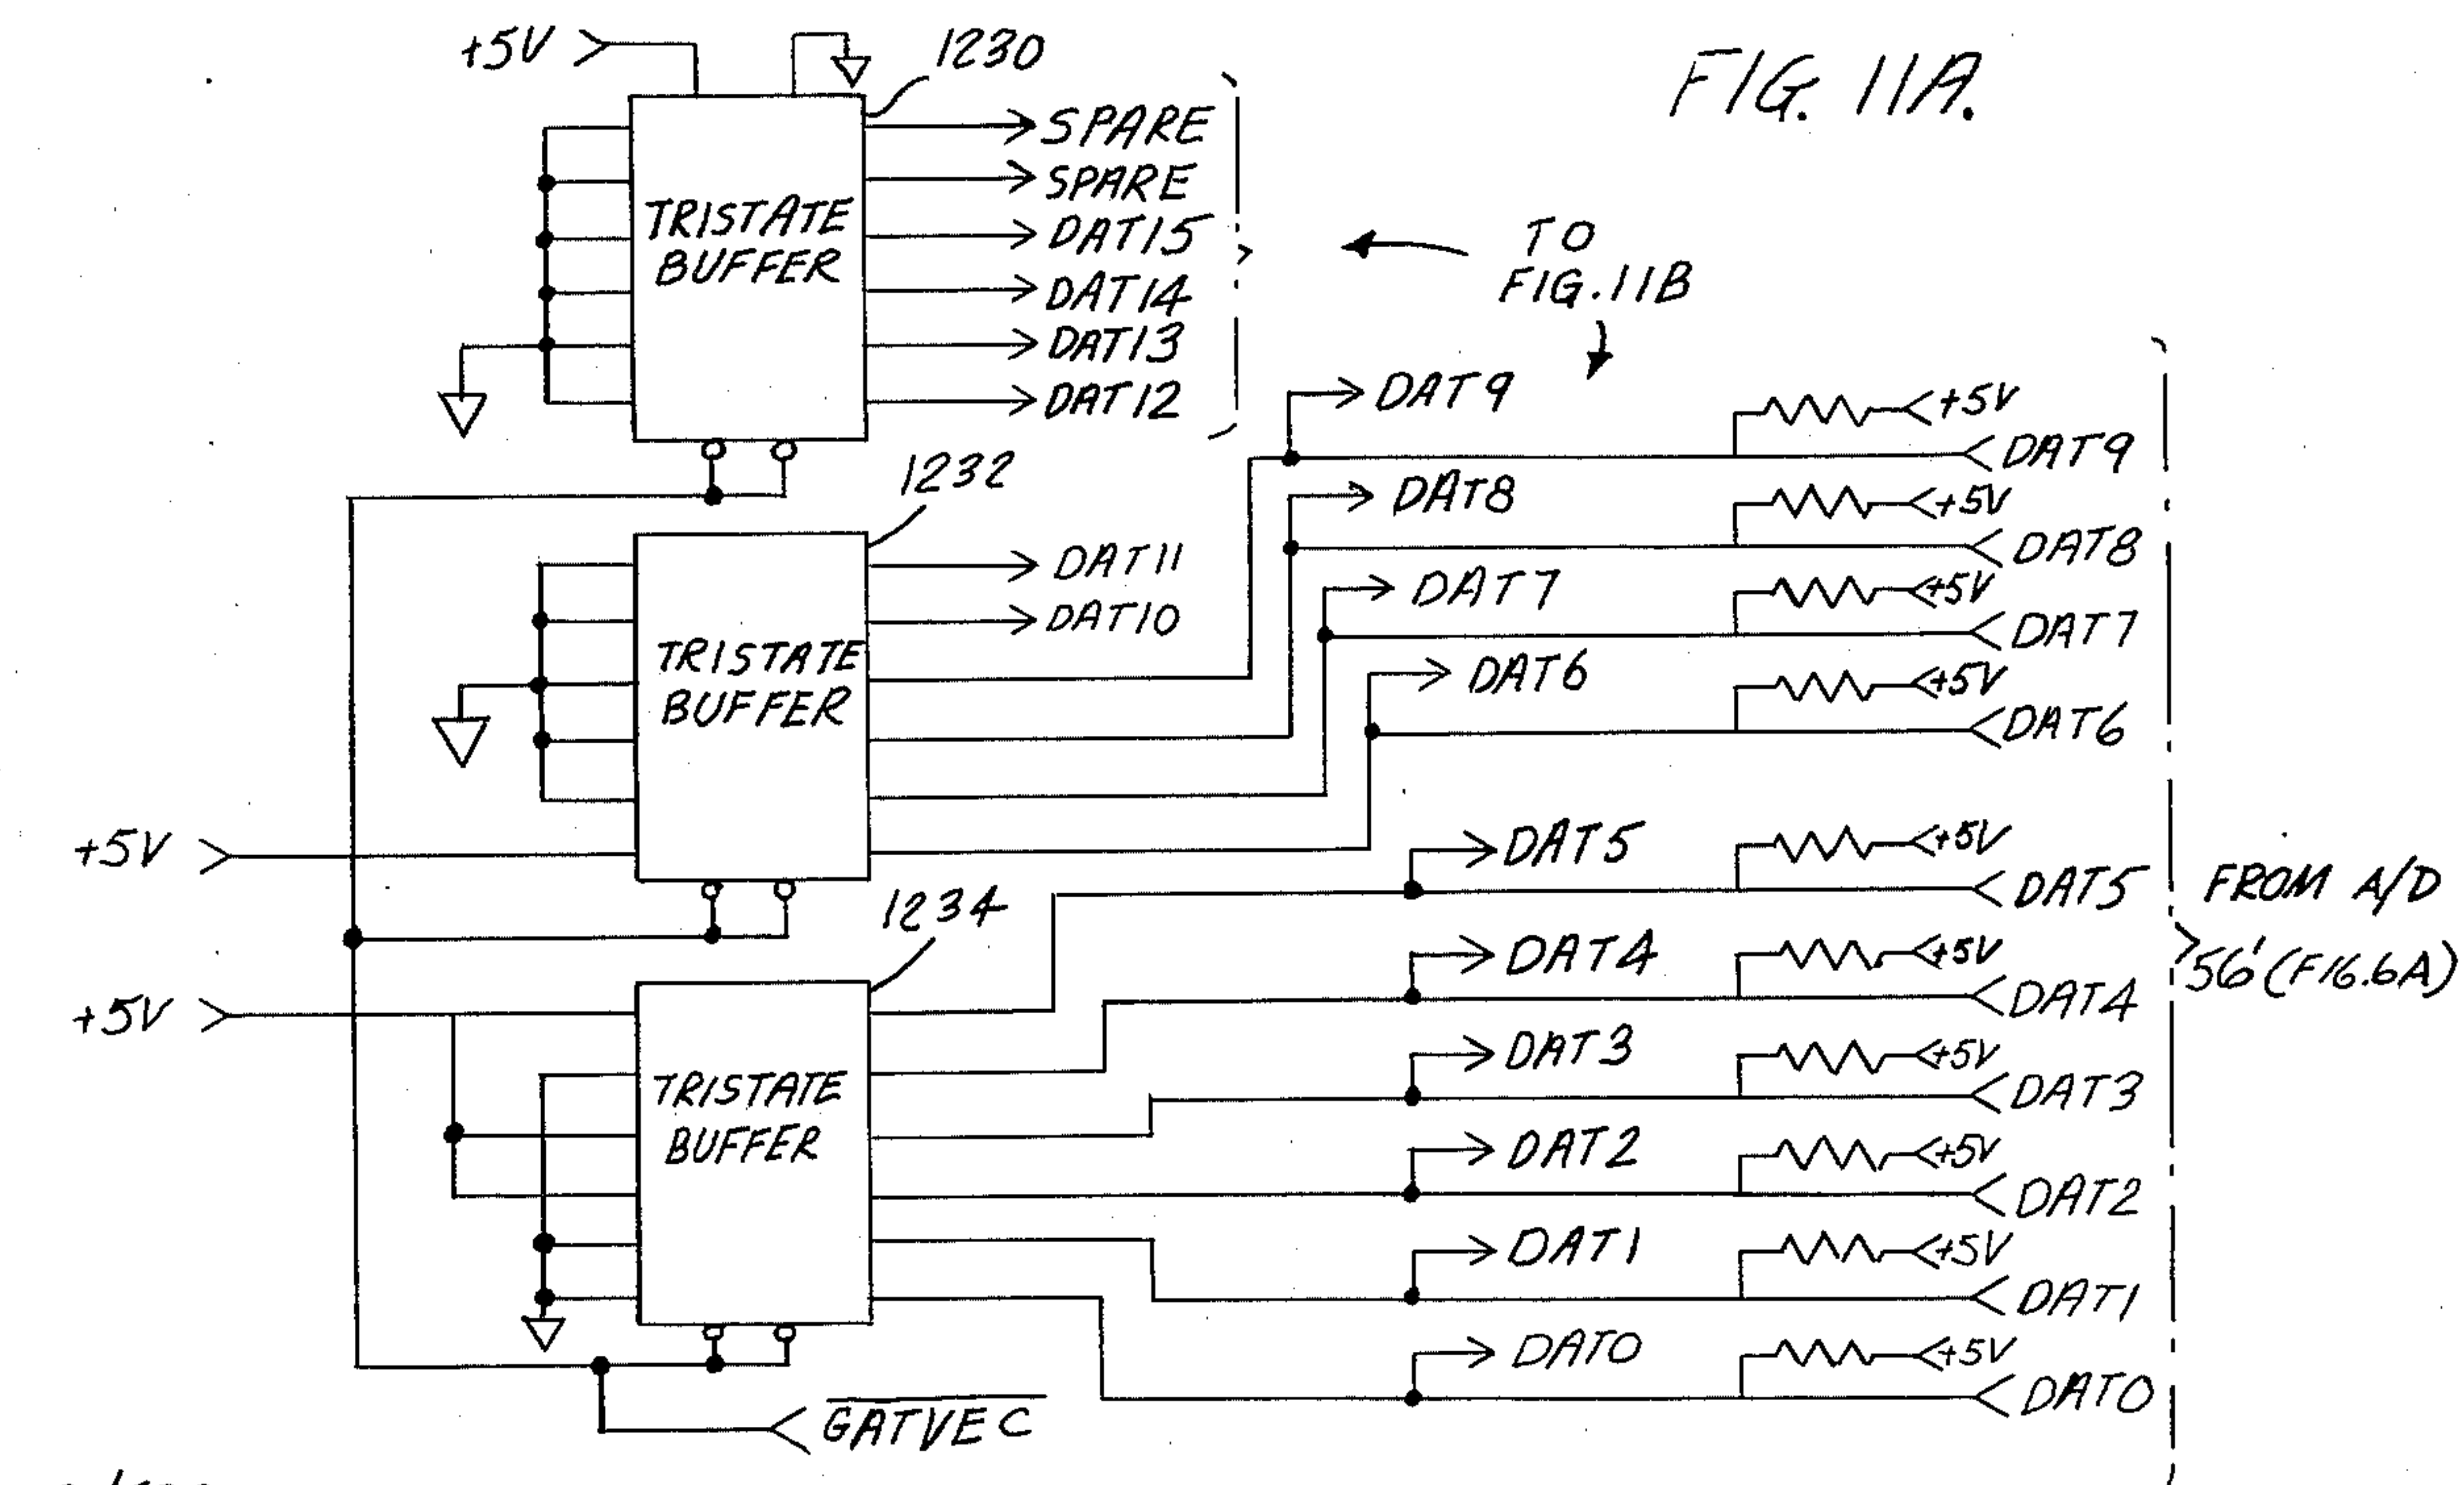 FIG. 11A.
+5V
1230
SPARE
SPARE
DAT15
DAT14
DAT13
DAT12
TRISTATE
BUFFER
TO
FIG. 11B
1232
DAT11
DAT10
TRISTATE
BUFFER
+5V
DAT9
+5V
DAT9
DAT8
+5V
DAT8
DAT7
+5V
DAT7
DAT6
+5V
DAT6
1234
+5V
TRISTATE
BUFFER
DAT5
+5V
DAT5
DAT4
+5V
DAT4
DAT3
+5V
DAT3
DAT2
+5V
DAT2
DAT1
+5V
DAT1
DAT0
+5V
DAT0
FROM A/D
56' (FIG. 6A)
GATVEC